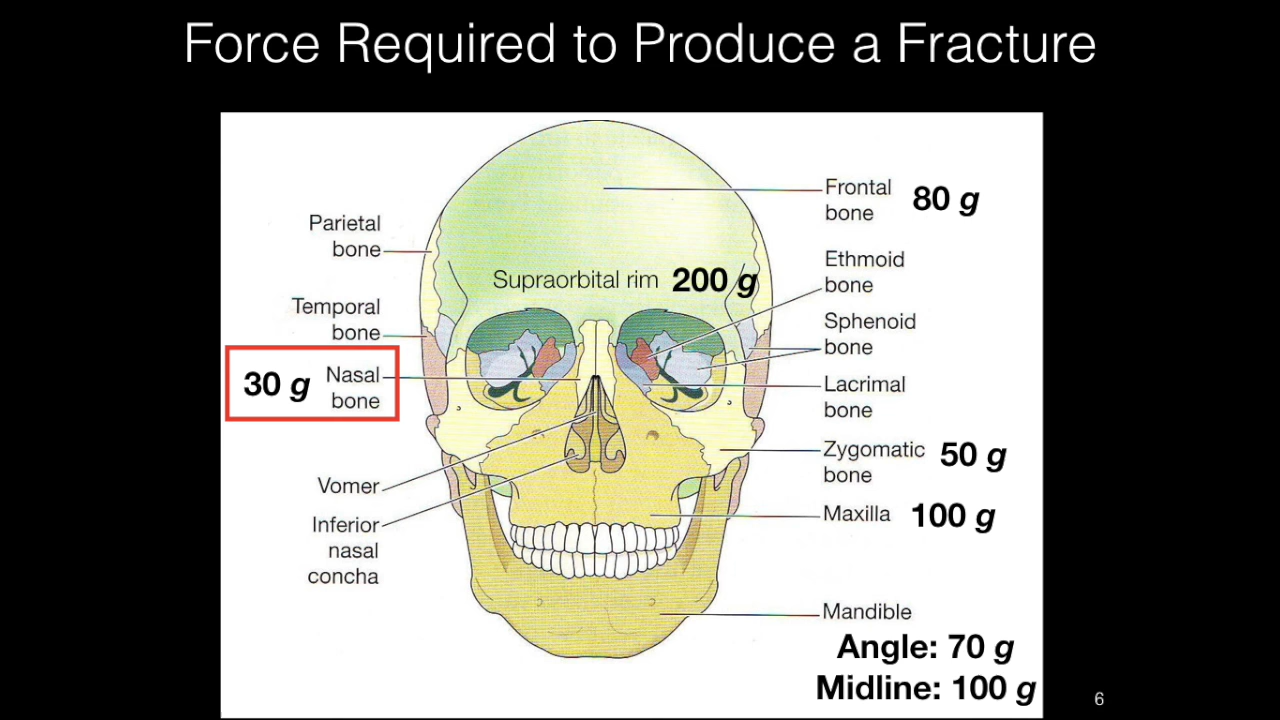 Force Required to Produce a Fracture
Parietal
bone
Temporal
bone
30 g
Nasal
bone
Vomer
Inferior
nasal
concha
Supraorbital rim 200 g
Frontal
bone
80 g
Ethmoid
bone
Sphenoid
bone
Lacrimal
bone
Zygomatic
bone
50 g
Maxilla 100 g
Mandible
Angle: 70 g
Midline: 100 g
6